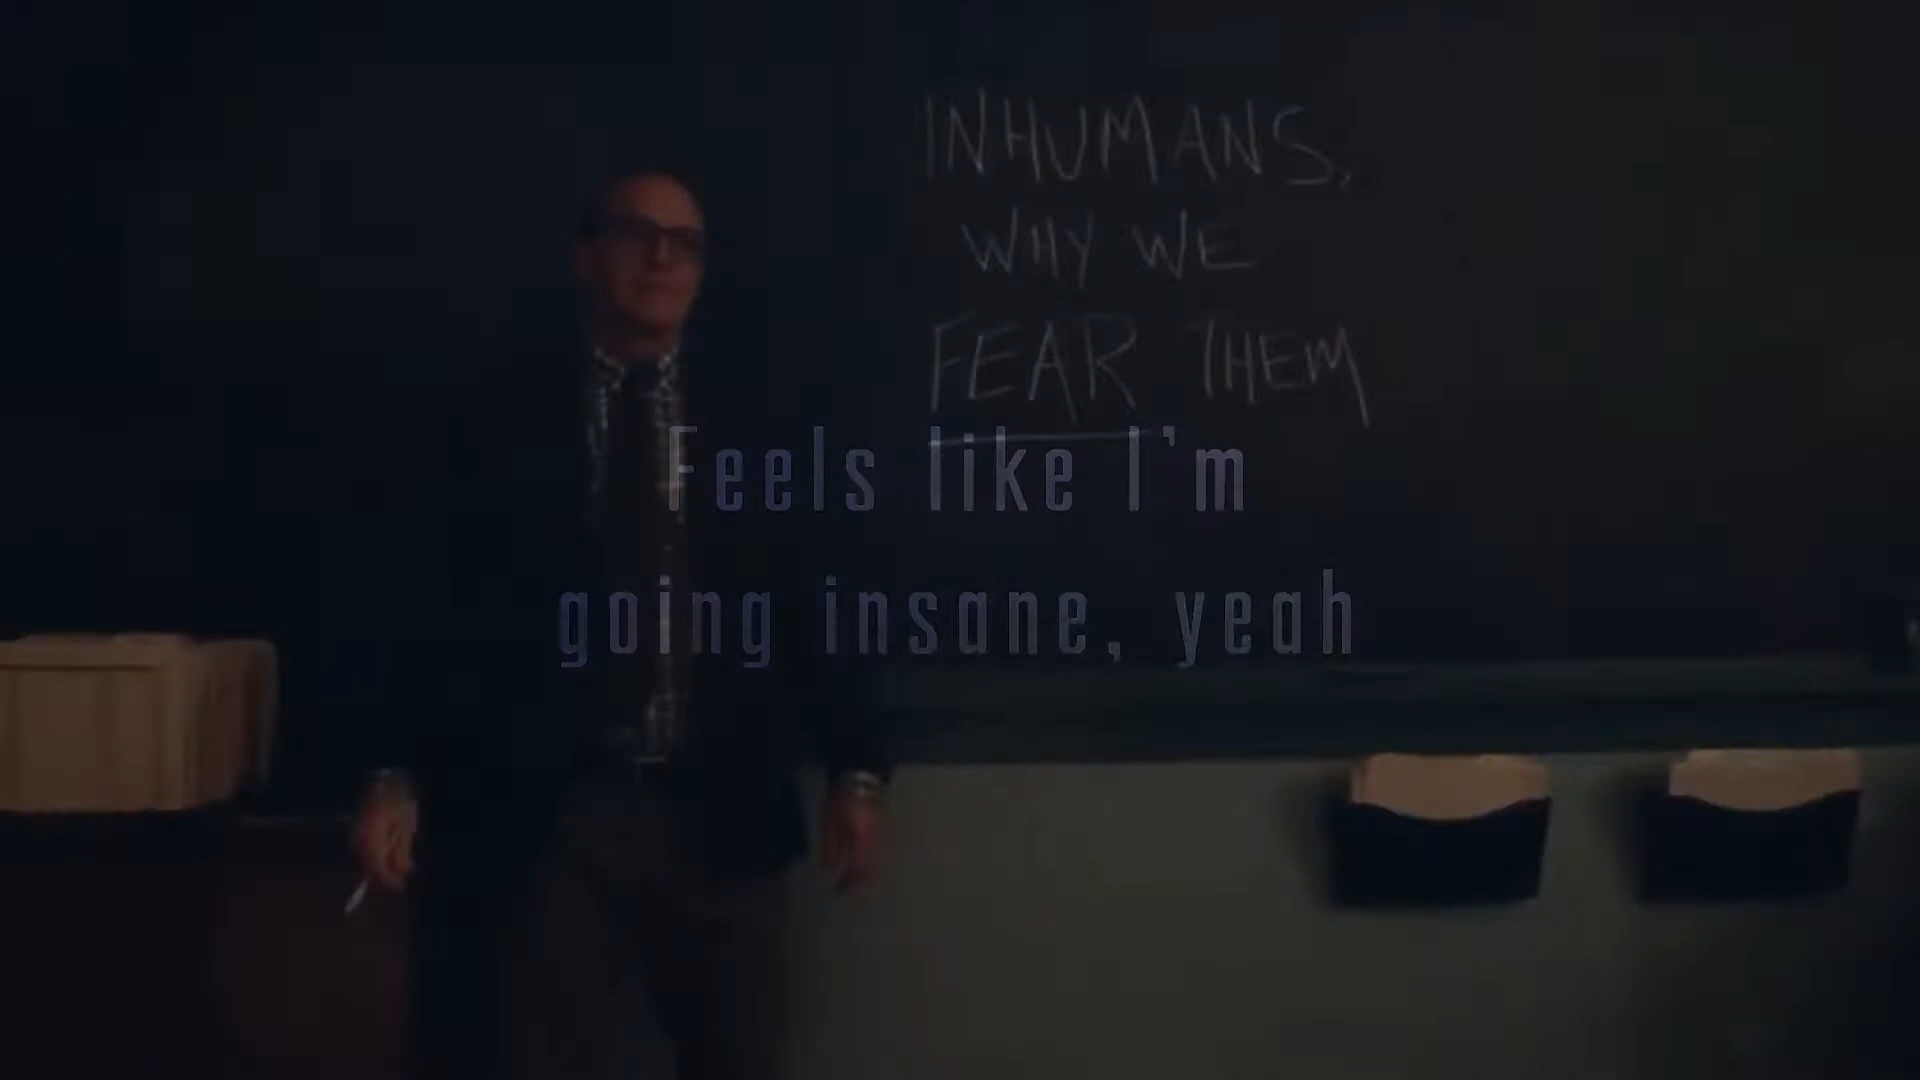 INHUMANS,
WHY WE
FEAR THEM
Feels like I'm
going insane, yeah